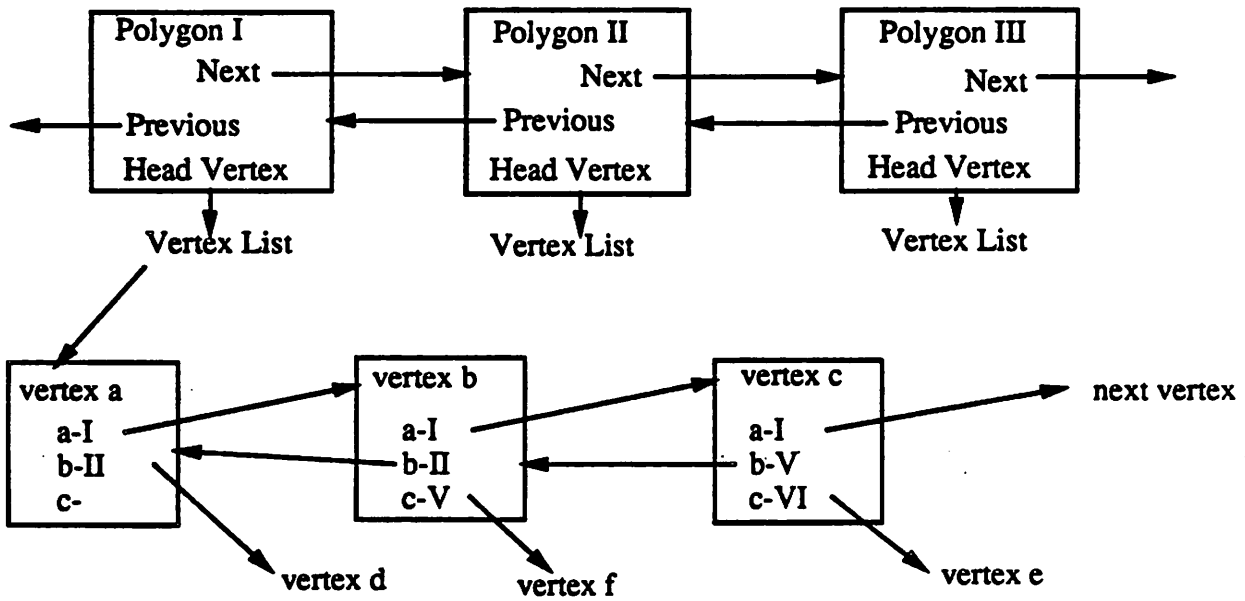 Polygon I
Next
Previous
Head Vertex
Vertex List
Polygon II
Next
Previous
Head Vertex
Vertex List
Polygon III
Next
Previous
Head Vertex
Vertex List
vertex a
a-I
b-II
c-
vertex d
vertex b
a-I
b-II
c-V
vertex f
vertex c
a-I
b-V
c-VI
vertex e
next vertex